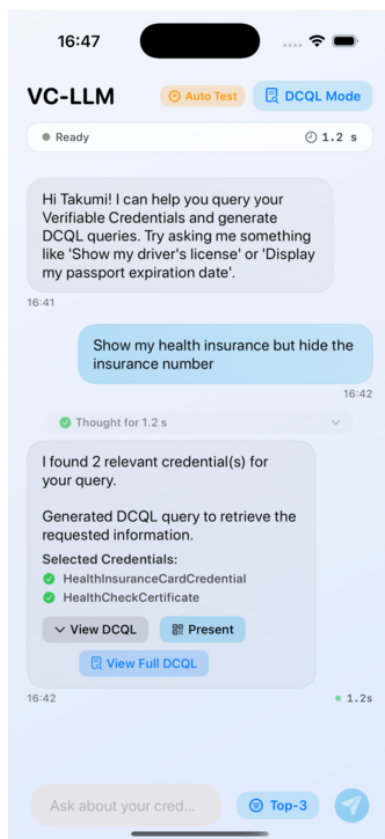 16:47
VC-LLM
Auto Test
DCQL Mode
Ready
1.2 s
Hi Takumi! I can help you query your
Verifiable Credentials and generate
DCQL queries. Try asking me something
like 'Show my driver's license' or 'Display
my passport expiration date'.
16:41
Show my health insurance but hide the
insurance number
16:42
Thought for 1.2 s
I found 2 relevant credential(s) for
your query.
Generated DCQL query to retrieve the
requested information.
Selected Credentials:
HealthInsuranceCardCredential
HealthCheckCertificate
View DCQL
Present
View Full DCQL
16:42
1.2s
Ask about your cred...
Top-3